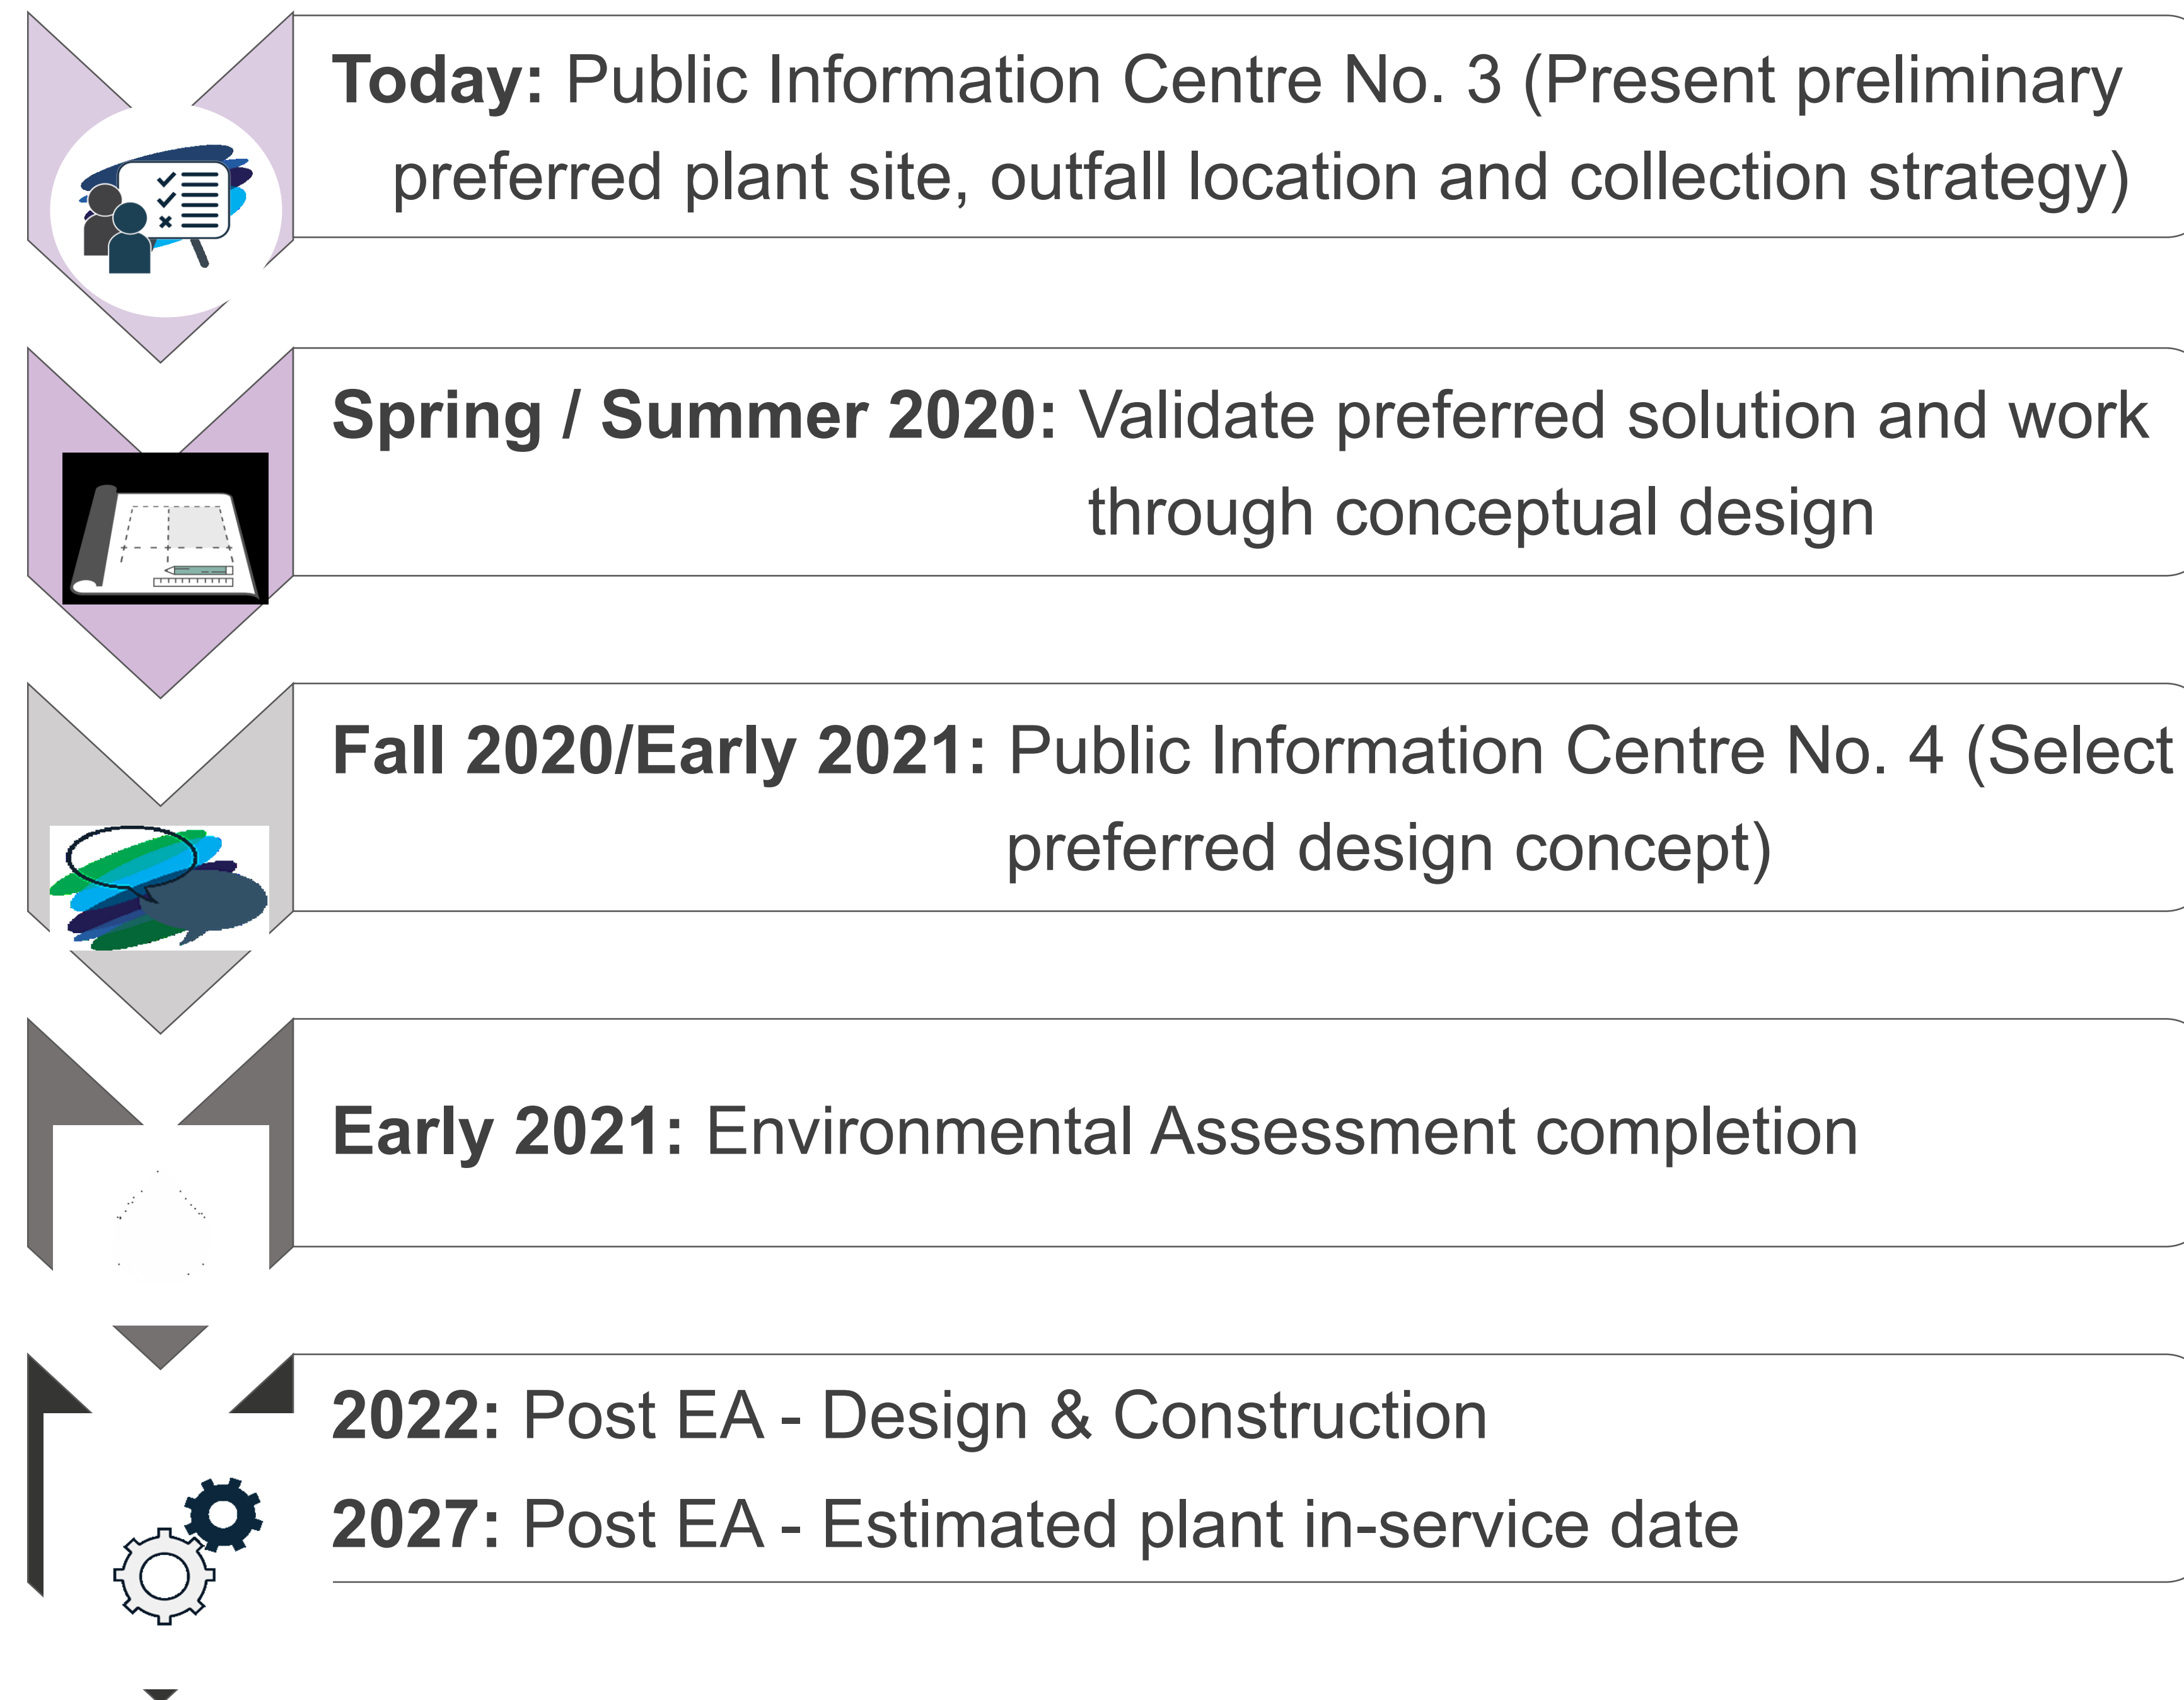 Today: Public Information Centre No. 3 (Present preliminary
preferred plant site, outfall location and collection strategy)
Spring / Summer 2020: Validate preferred solution and work
through conceptual design
Fall 2020/Early 2021: Public Information Centre No. 4 (Select
preferred design concept)
Early 2021: Environmental Assessment completion
2022: Post EA - Design & Construction
2027: Post EA - Estimated plant in-service date